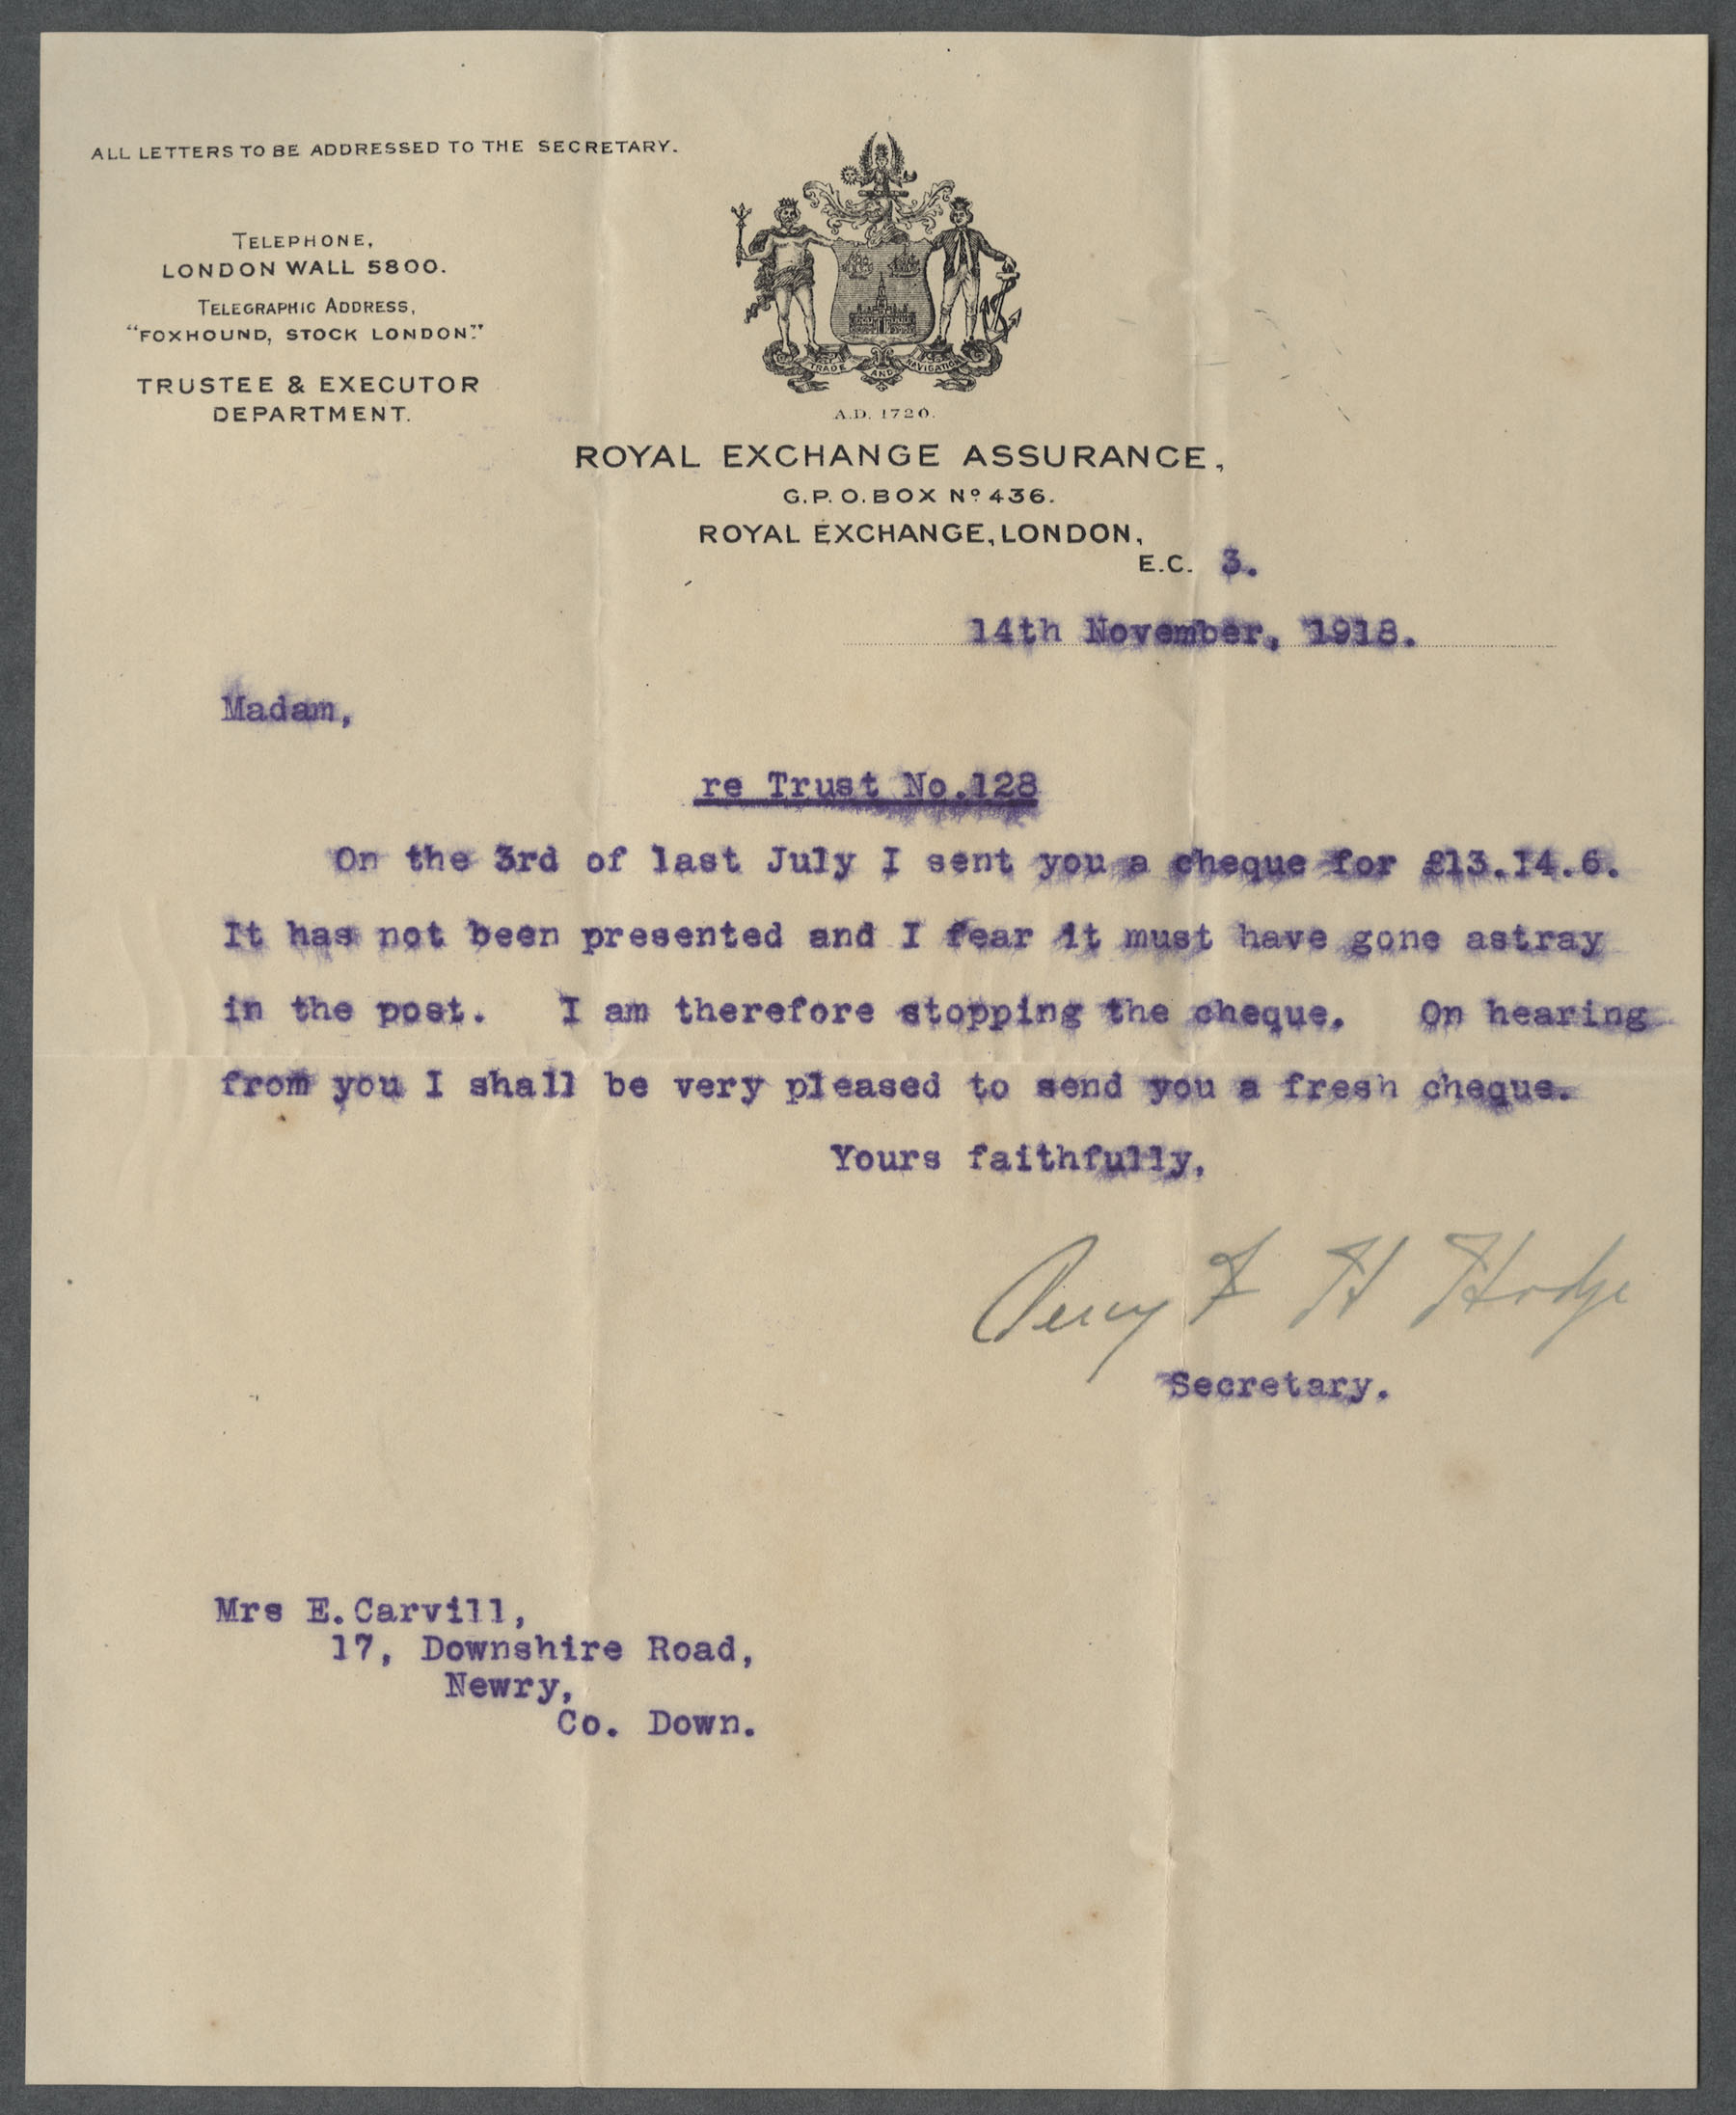 ALL LETTERS TO BE ADDRESSED TO THE SECRETARY.
TELEPHONE,
LONDON WALL 5800.
TELEGRAPHIC ADDRESS,
"FOXHOUND, STOCK LONDON."
TRUSTEE & EXECUTOR
DEPARTMENT.
TRADE AND NAVIGATION
A.D. 1720.
ROYAL EXCHANGE ASSURANCE,
G.P.O. BOX Nº 436.
ROYAL EXCHANGE, LONDON,
E.C. 3.
14th November, 1918.
Madam,
re Trust No.128
On the 3rd of last July I sent you a cheque for £13.14.6.
It has not been presented and I fear it must have gone astray
in the post. I am therefore stopping the cheque. On hearing
from you I shall be very pleased to send you a fresh cheque.
Yours faithfully,
Percy F H Hodge
Secretary.
Mrs E.Carvill,
17, Downshire Road,
Newry,
Co. Down.